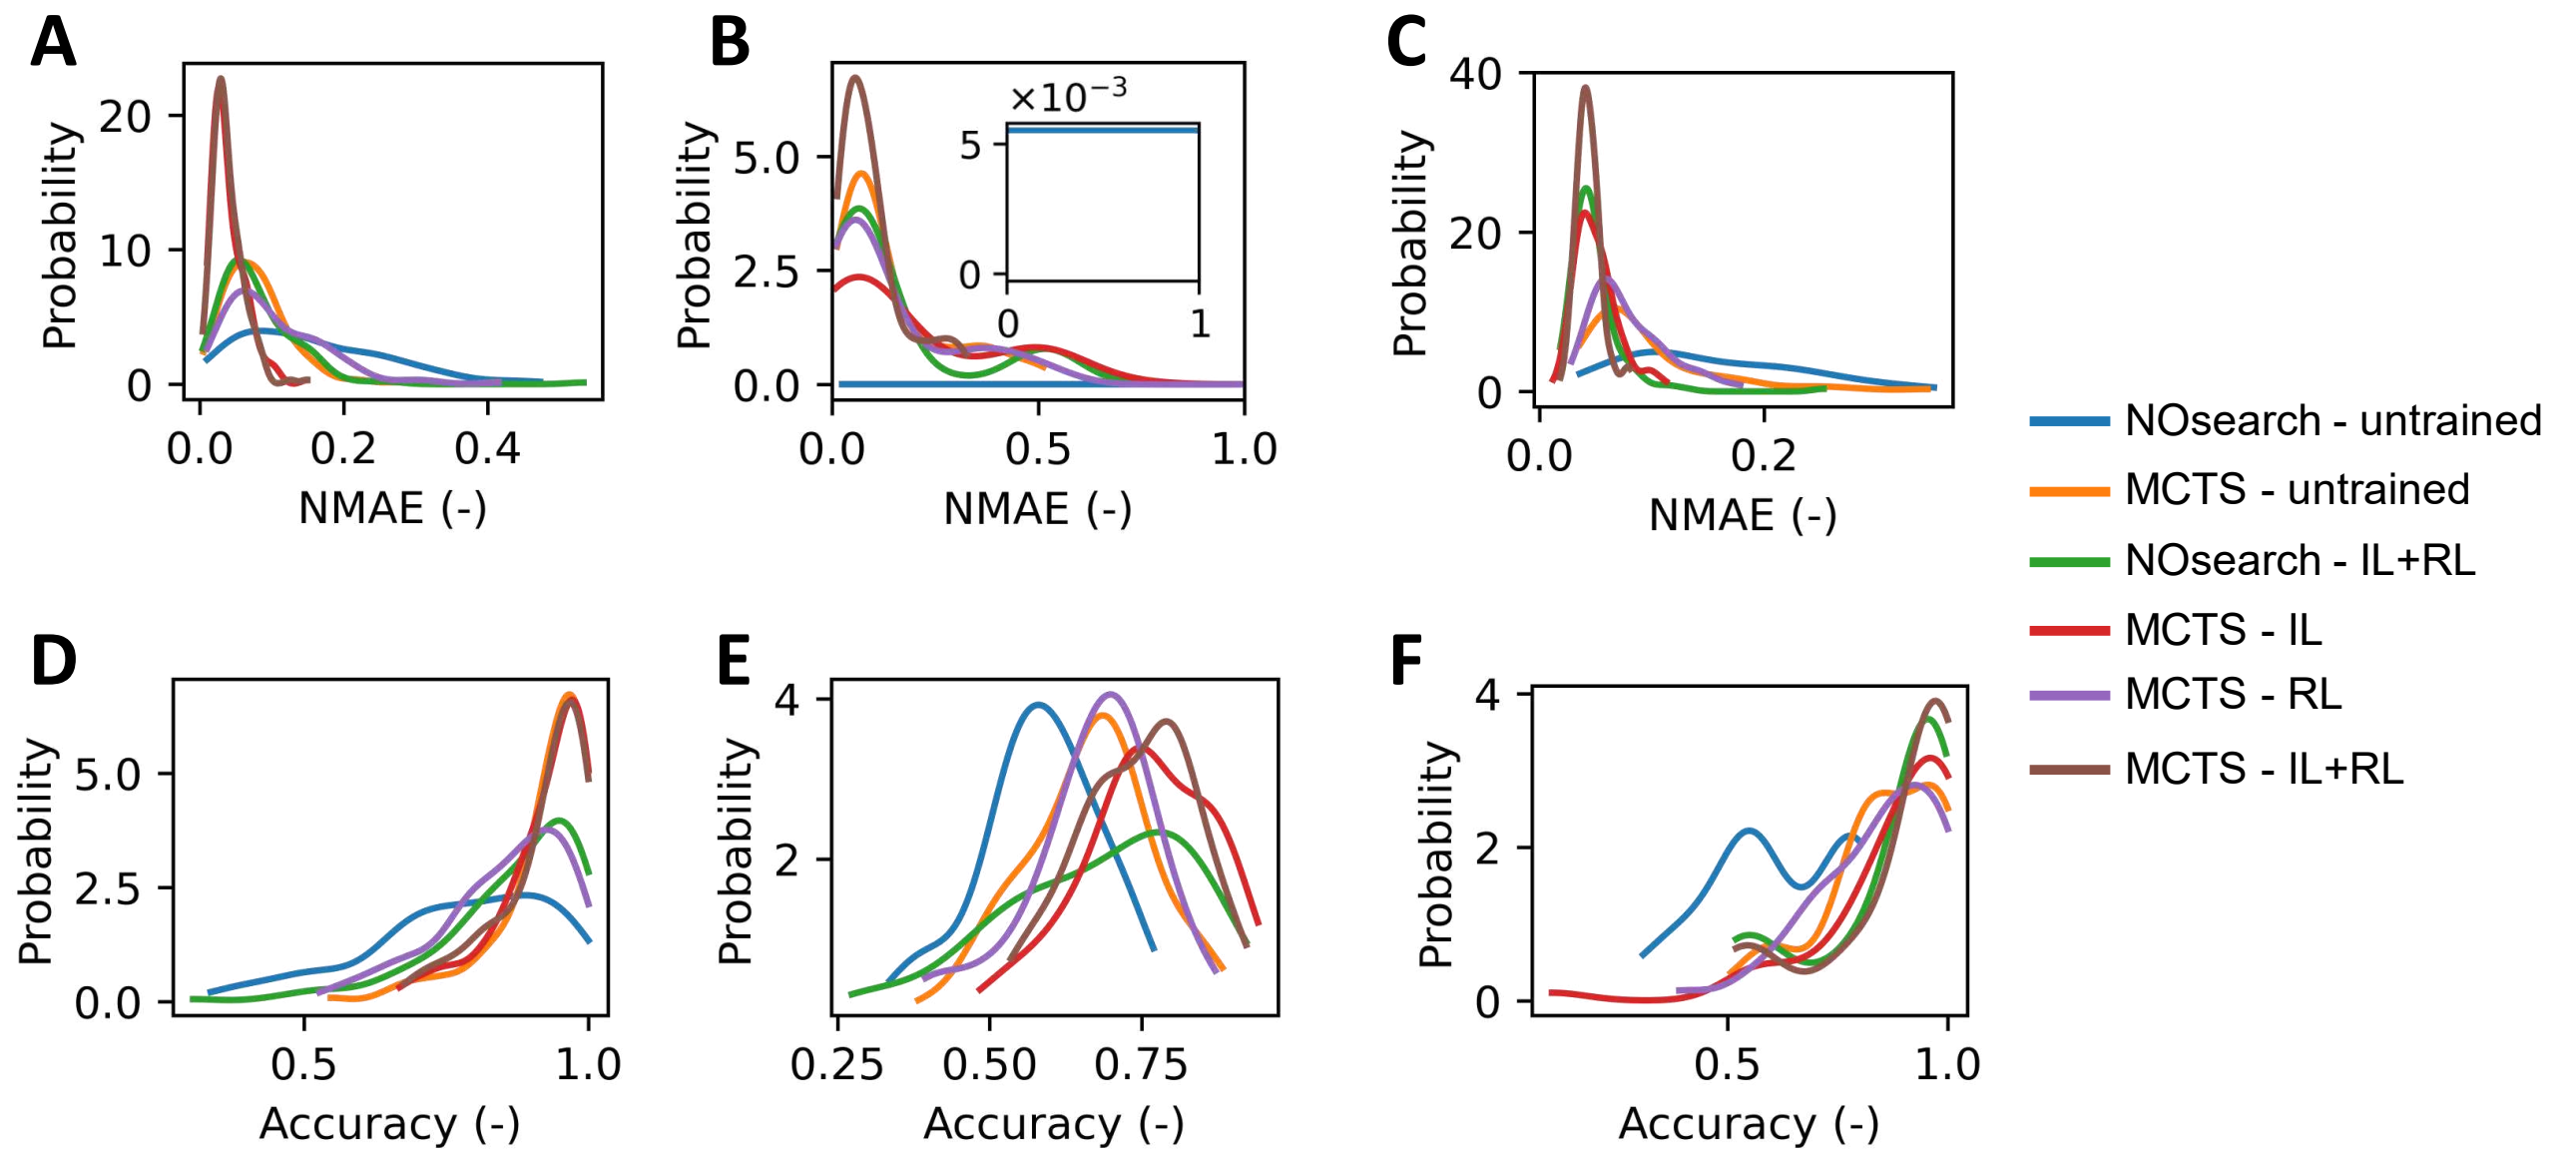 A
Probability
20
10
0
0.0 0.2 0.4
NMAE (-)
B
Probability
5.0
2.5
0.0
0.0 0.5 1.0
NMAE (-)
×10⁻³
5
0
0 1
C
Probability
40
20
0
0.0 0.2
NMAE (-)
D
Probability
5.0
2.5
0.0
0.5 1.0
Accuracy (-)
E
Probability
4
2
0.25 0.50 0.75
Accuracy (-)
F
Probability
4
2
0
0.5 1.0
Accuracy (-)
NOsearch - untrained
MCTS - untrained
NOsearch - IL+RL
MCTS - IL
MCTS - RL
MCTS - IL+RL